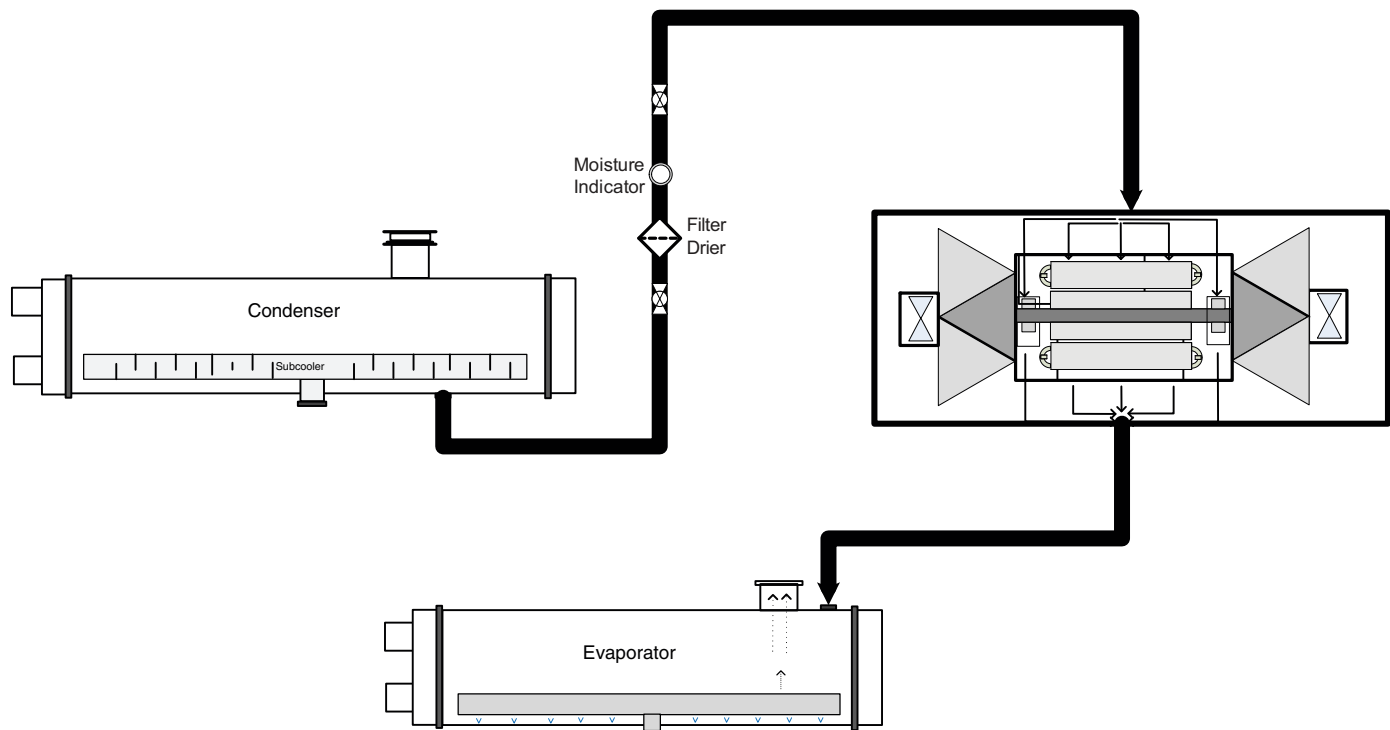 Moisture
Indicator
Filter
Drier
Condenser
Subcooler
Evaporator